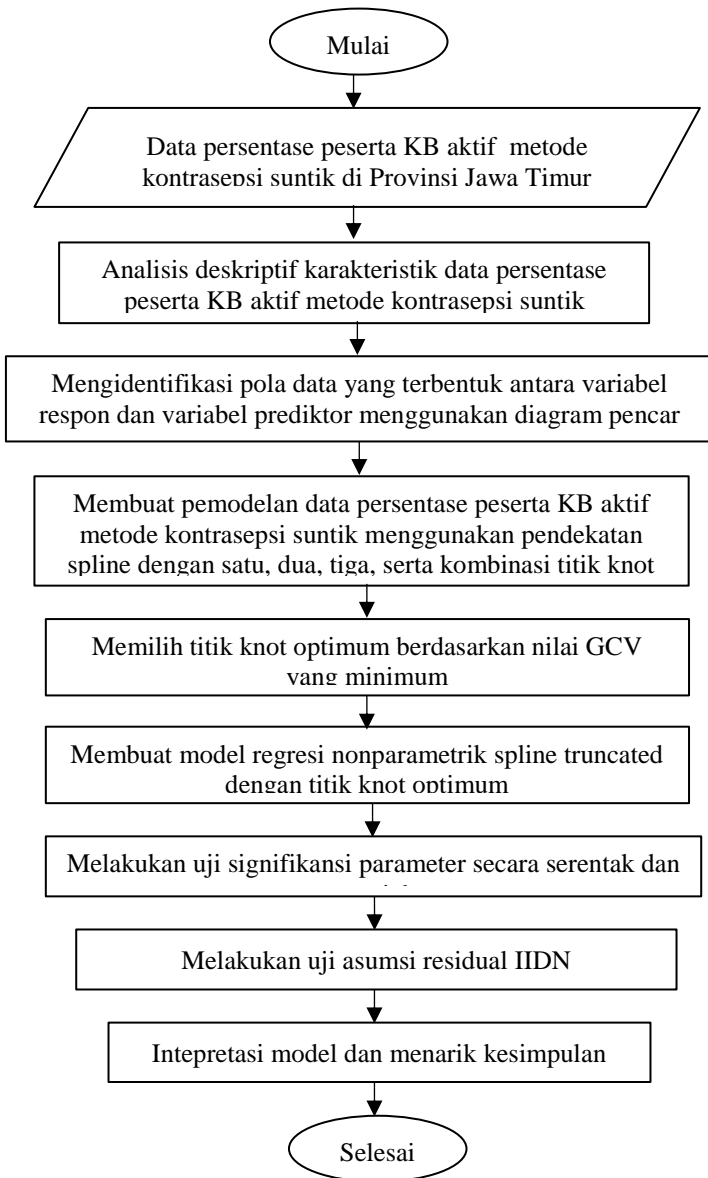 Mulai
Data persentase peserta KB aktif metode
kontrasepsi suntik di Provinsi Jawa Timur
Analisis deskriptif karakteristik data persentase
peserta KB aktif metode kontrasepsi suntik
Mengidentifikasi pola data yang terbentuk antara variabel
respon dan variabel prediktor menggunakan diagram pencar
Membuat pemodelan data persentase peserta KB aktif
metode kontrasepsi suntik menggunakan pendekatan
spline dengan satu, dua, tiga, serta kombinasi titik knot
Memilih titik knot optimum berdasarkan nilai GCV
yang minimum
Membuat model regresi nonparametrik spline truncated
dengan titik knot optimum
Melakukan uji signifikansi parameter secara serentak dan
Melakukan uji asumsi residual IIDN
Intepretasi model dan menarik kesimpulan
Selesai